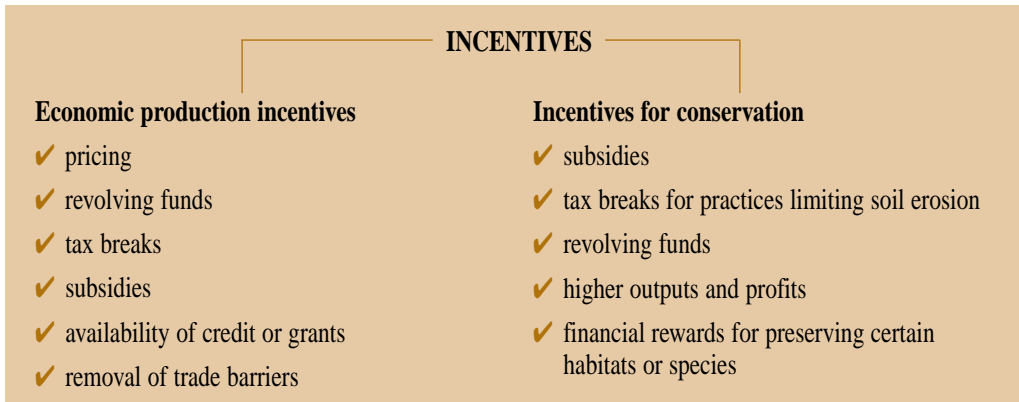 INCENTIVES
Economic production incentives
✔ pricing
✔ revolving funds
✔ tax breaks
✔ subsidies
✔ availability of credit or grants
✔ removal of trade barriers
Incentives for conservation
✔ subsidies
✔ tax breaks for practices limiting soil erosion
✔ revolving funds
✔ higher outputs and profits
✔ financial rewards for preserving certain
habitats or species